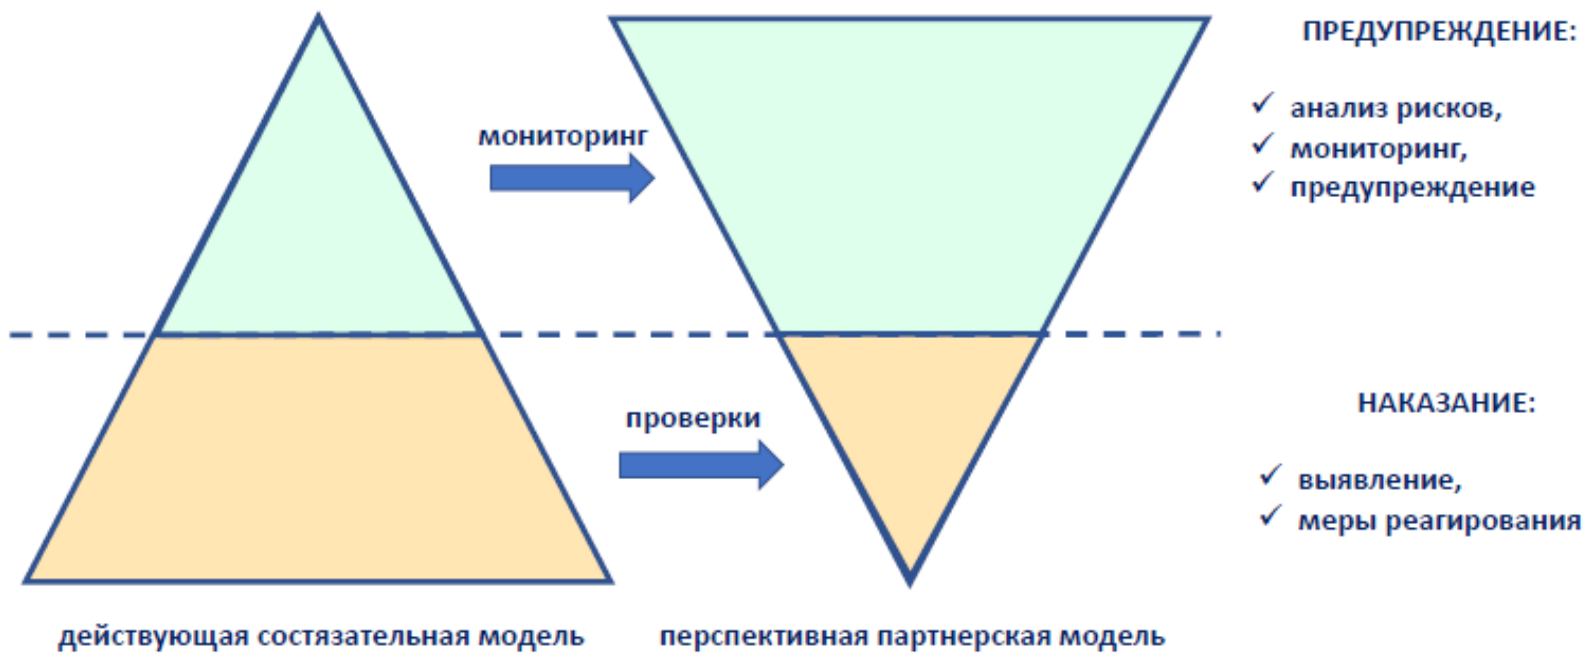 ПРЕДУПРЕЖДЕНИЕ:
✓ анализ рисков,
✓ мониторинг,
✓ предупреждение
мониторинг
проверки
НАКАЗАНИЕ:
✓ выявление,
✓ меры реагирования
действующая состязательная модель
перспективная партнерская модель